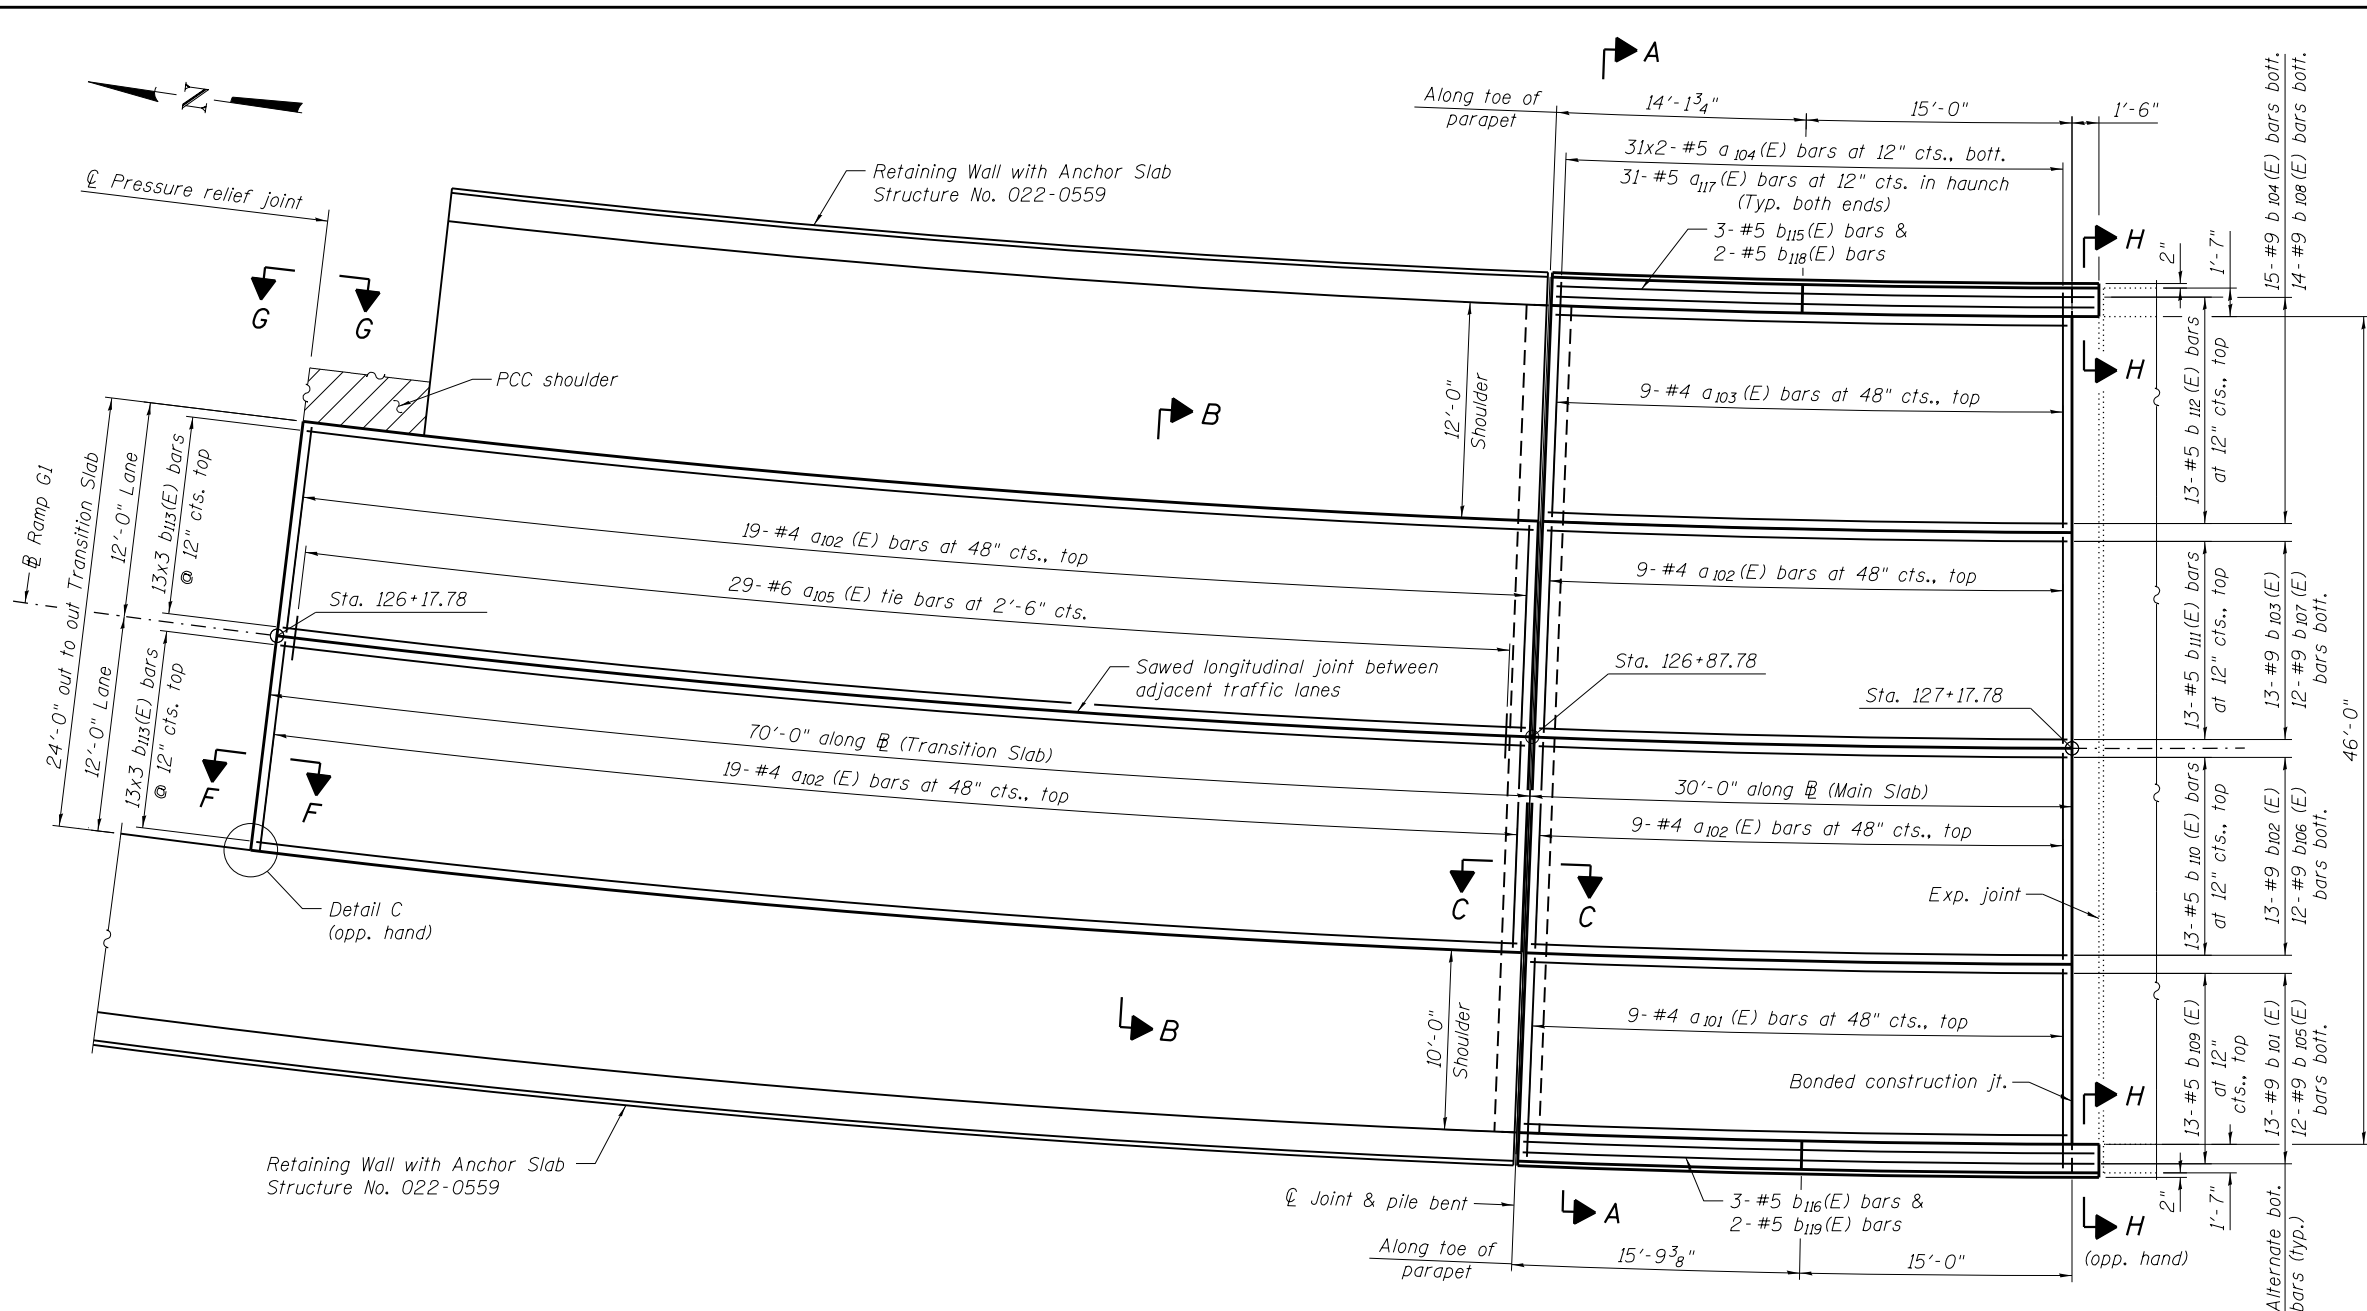 A
Along toe of
parapet
14'-1 3/4"
15'-0"
1'-6"
N
℄ Pressure relief joint
Retaining Wall with Anchor Slab
Structure No. 022-0559
31x2- #5 a104(E) bars at 12" cts., bott.
31- #5 a117(E) bars at 12" cts. in haunch
(Typ. both ends)
3- #5 b115(E) bars &
2- #5 b118(E) bars
15- #9 b104(E) bars bott.
14- #9 b108(E) bars bott.
H
2"
1'-7"
G
G
PCC shoulder
B
12'-0"
Shoulder
9- #4 a103(E) bars at 48" cts., top
H
13- #5 b112(E) bars
at 12" cts., top
℄ Ramp G1
24'-0" out to out Transition Slab
12'-0" Lane
13x3 b113(E) bars
@ 12" cts. top
19- #4 a102 (E) bars at 48" cts., top
29- #6 a105 (E) tie bars at 2'-6" cts.
9- #4 a102(E) bars at 48" cts., top
Sta. 126+17.78
Sawed longitudinal joint between
adjacent traffic lanes
Sta. 126+87.78
Sta. 127+17.78
13- #5 b111(E) bars
at 12" cts., top
13- #9 b103(E)
12- #9 b107(E)
bars bott.
46'-0"
12'-0" Lane
13x3 b113(E) bars
@ 12" cts. top
70'-0" along ℄ (Transition Slab)
19- #4 a102 (E) bars at 48" cts., top
30'-0" along ℄ (Main Slab)
9- #4 a102 (E) bars at 48" cts., top
F
F
C
C
Detail C
(opp. hand)
Exp. joint
13- #5 b110(E) bars
at 12" cts., top
13- #9 b102 (E)
12- #9 b106 (E)
bars bott.
B
10'-0"
Shoulder
9- #4 a101 (E) bars at 48" cts., top
Bonded construction jt.
H
13- #5 b109(E)
at 12"
cts., top
13- #9 b101(E)
12- #9 b105(E)
bars bott.
Retaining Wall with Anchor Slab
Structure No. 022-0559
℄ Joint & pile bent
A
3- #5 b116(E) bars &
2- #5 b119(E) bars
H
(opp. hand)
2"
1'-7"
Alternate bot.
bars (typ.)
Along toe of
parapet
15'-9 3/8"
15'-0"